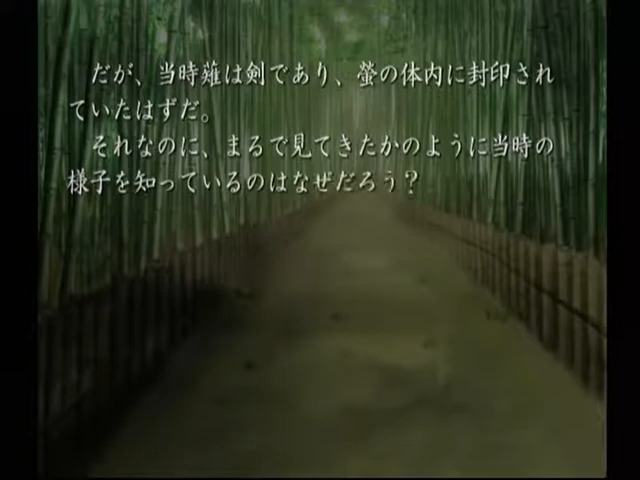 だが、当時薙は剣であり、螢の体内に封印され
ていたはずだ。
　それなのに、まるで見てきたかのように当時の
様子を知っているのはなぜだろう？